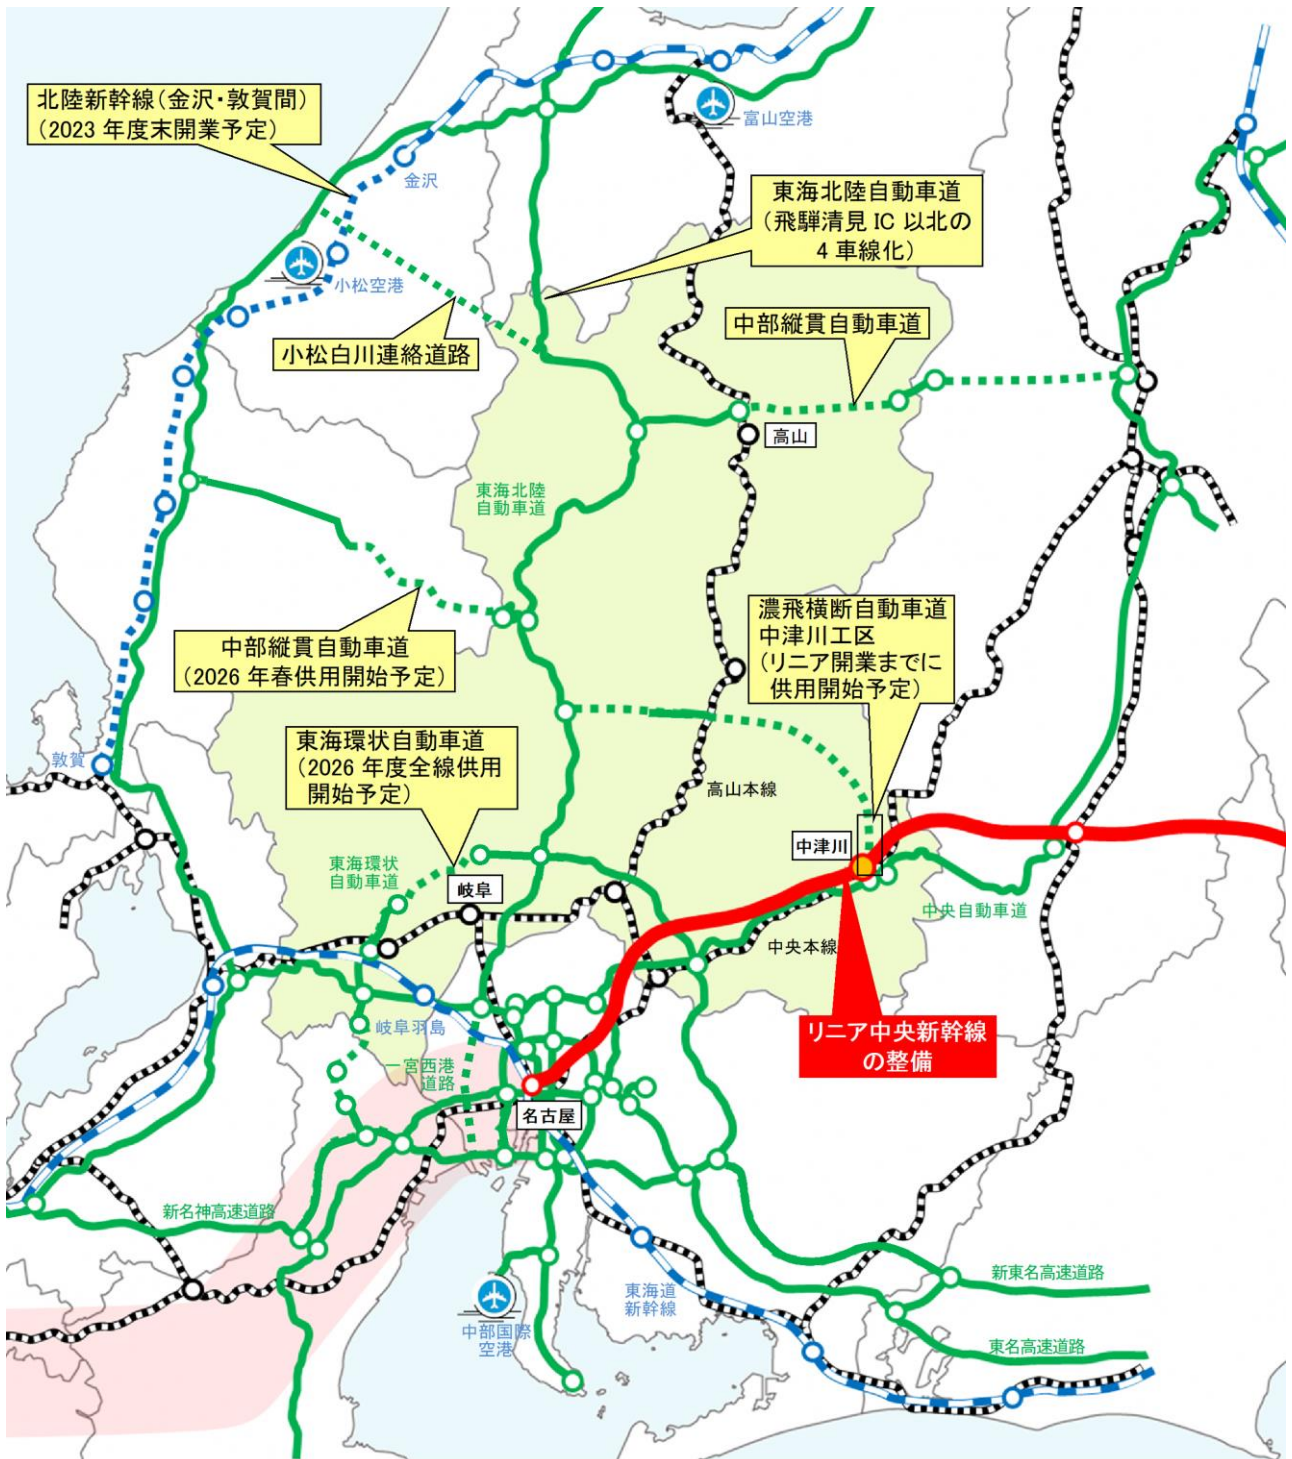 北陸新幹線(金沢・敦賀間)
(2023 年度末開業予定)
富山空港
金沢
東海北陸自動車道
(飛騨清見 IC 以北の
4 車線化)
小松空港
小松白川連絡道路
中部縦貫自動車道
高山
東海北陸
自動車道
中部縦貫自動車道
(2026 年春供用開始予定)
濃飛横断自動車道
中津川工区
(リニア開業までに
供用開始予定)
東海環状自動車道
(2026 年度全線供用
開始予定)
敦賀
高山本線
中津川
東海環状
自動車道
岐阜
中央自動車道
中央本線
岐阜羽島
リニア中央新幹線
の整備
一宮西港
道路
名古屋
新名神高速道路
東海道
新幹線
新東名高速道路
中部国際
空港
東名高速道路